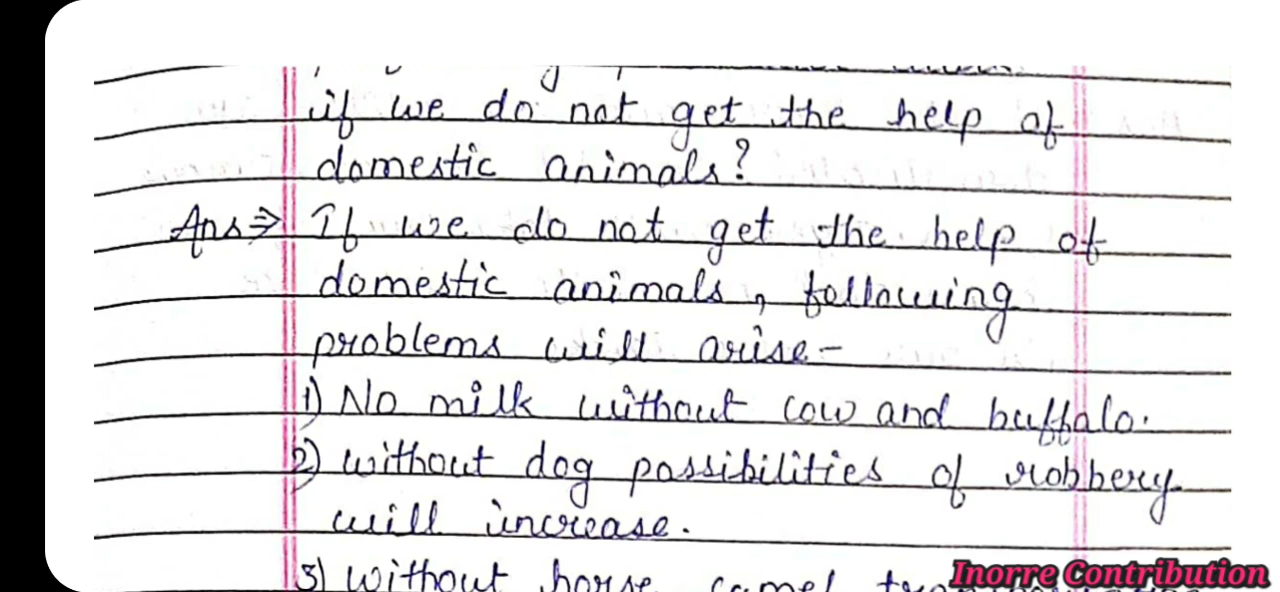 if we do not get the help of
domestic animals?
Ans⇒ If we do not get the help of
domestic animals, following
problems will arise-
1) No milk without cow and buffalo.
2) without dog possibilities of robbery
will increase.
3) without horse camel
Inorre Contribution